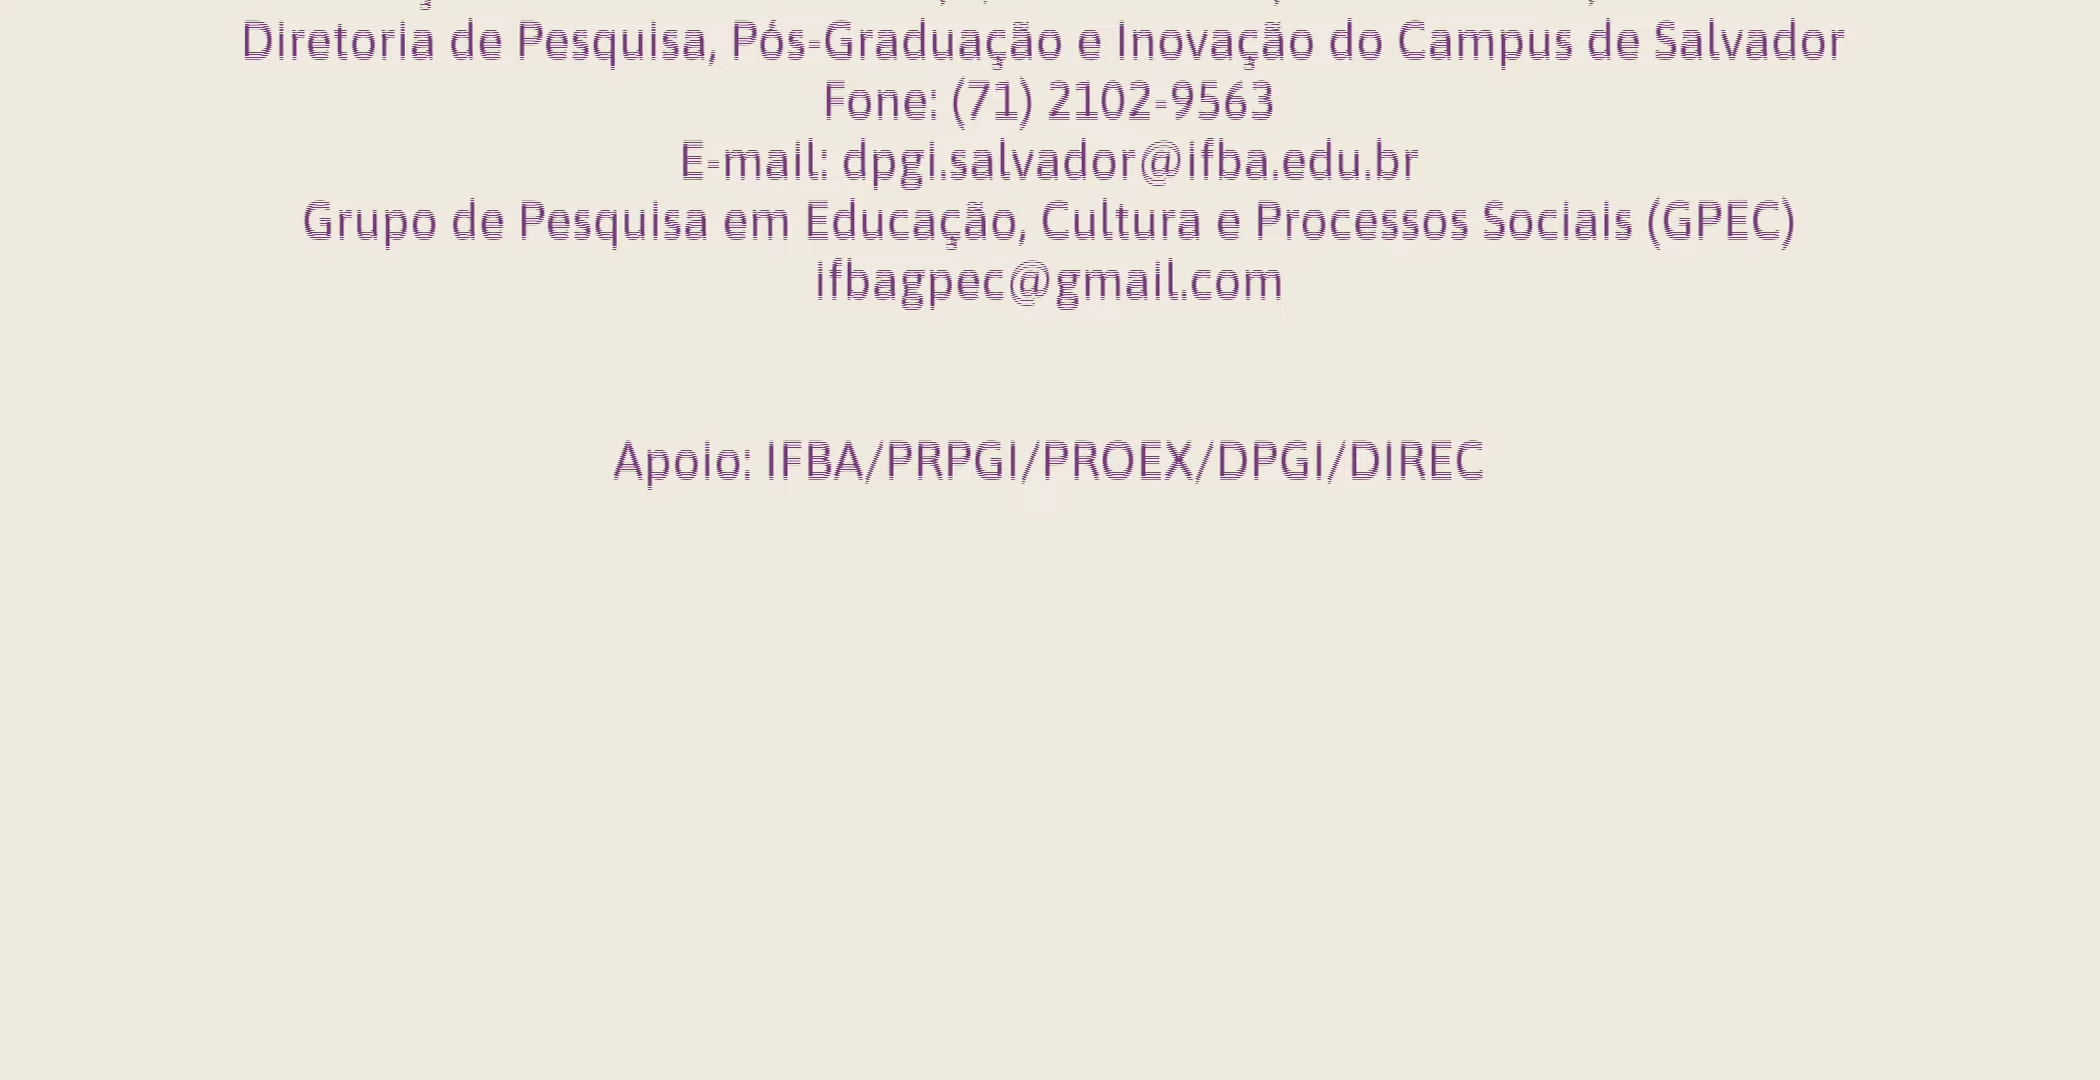 Diretoria de Pesquisa, Pós-Graduação e Inovação do Campus de Salvador
Fone: (71) 2102-9563
E-mail: dpgi.salvador@ifba.edu.br
Grupo de Pesquisa em Educação, Cultura e Processos Sociais (GPEC)
ifbagpec@gmail.com
Apoio: IFBA/PRPGI/PROEX/DPGI/DIREC